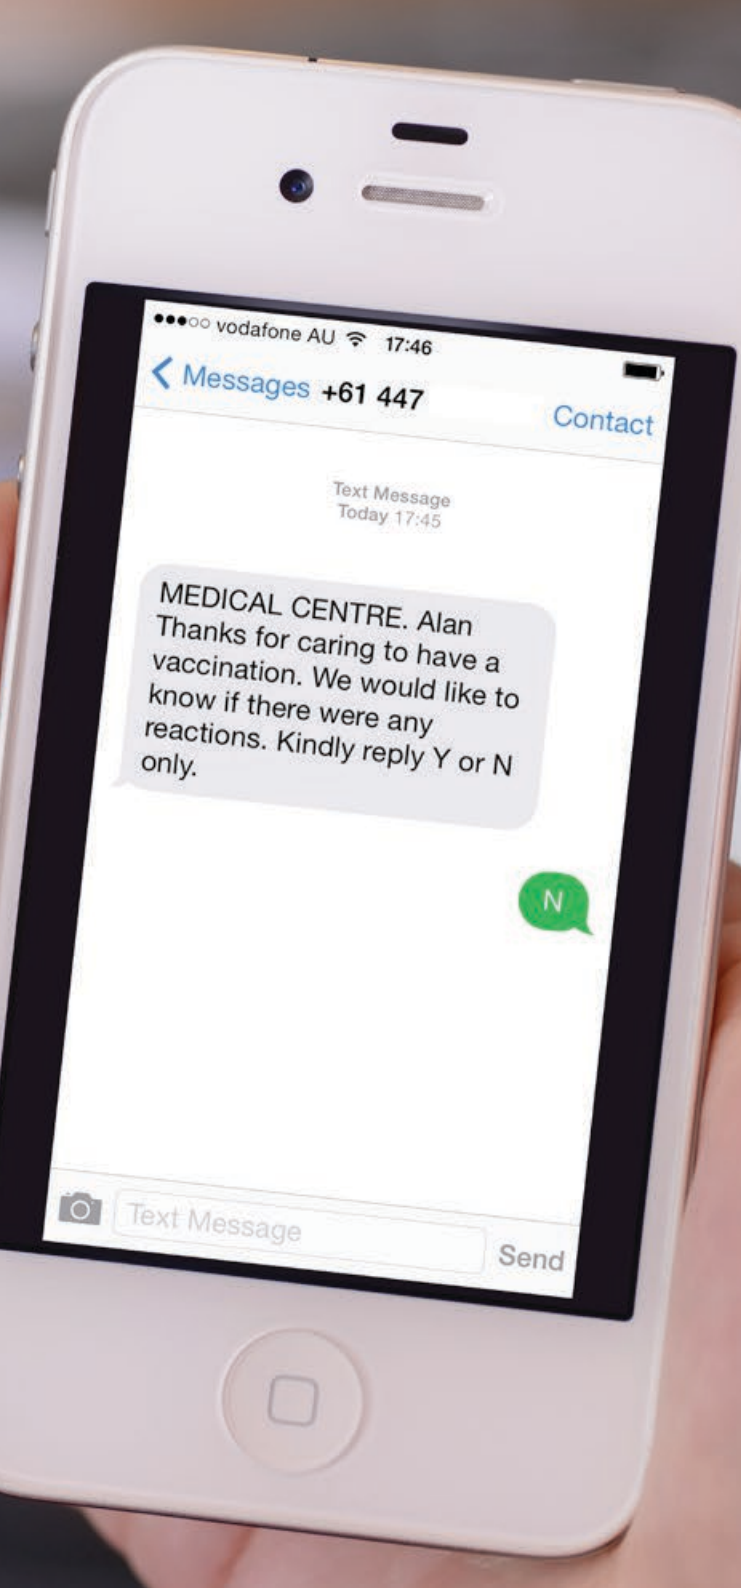 ●●●○○ vodafone AU 17:46
Messages +61 447 Contact
Text Message
Today 17:45
MEDICAL CENTRE. Alan
Thanks for caring to have a
vaccination. We would like to
know if there were any
reactions. Kindly reply Y or N
only.
N
Text Message Send